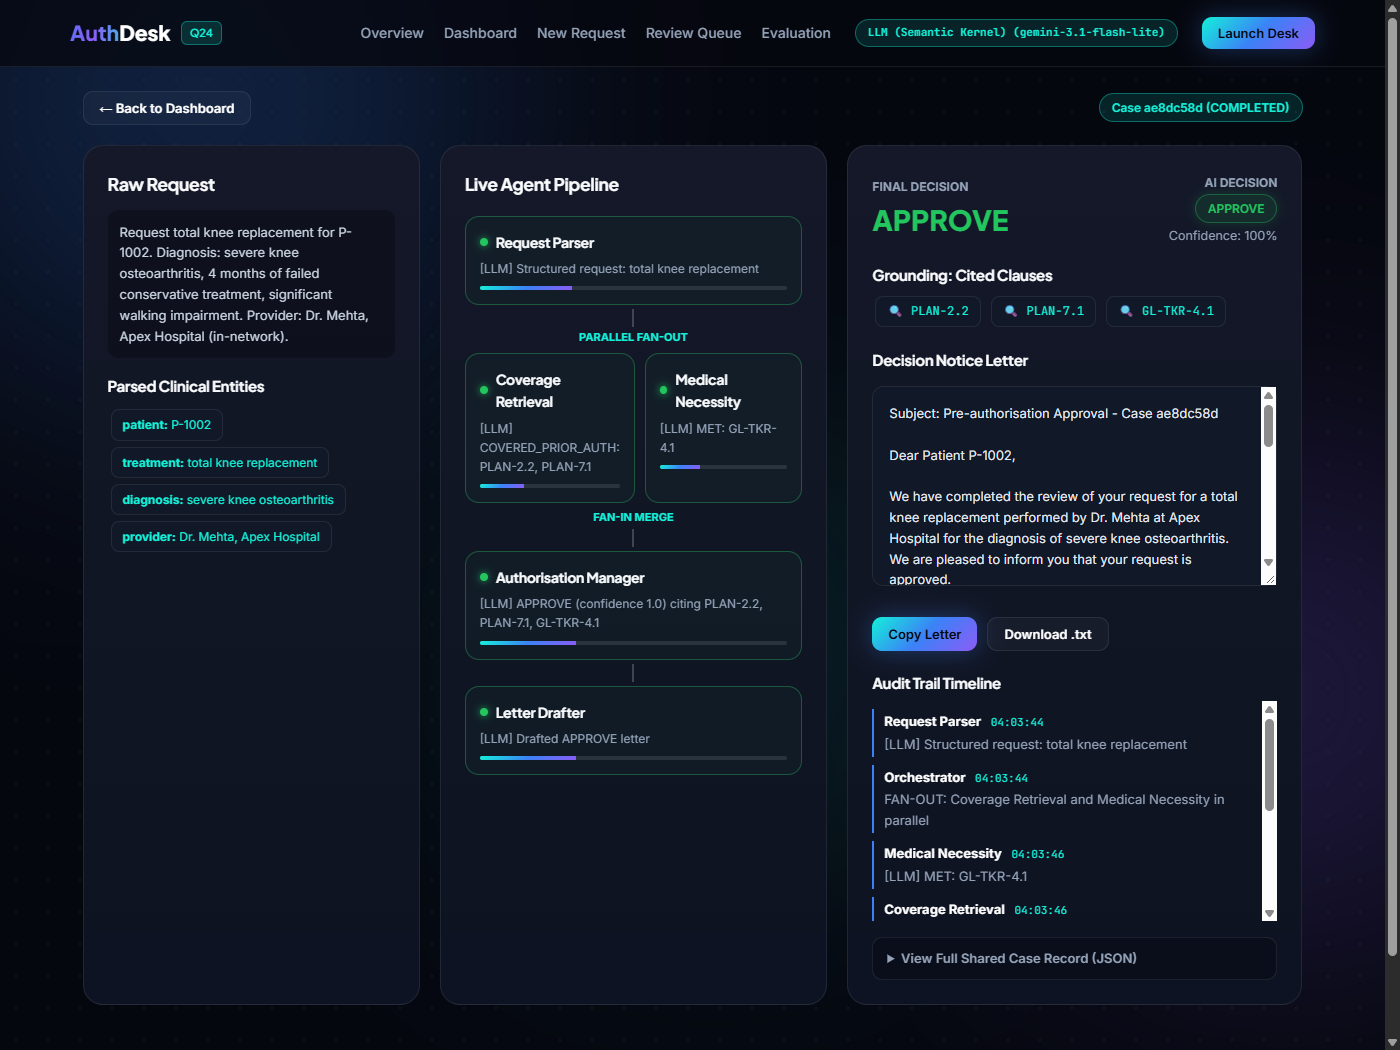 AuthDesk Q24
Overview Dashboard New Request Review Queue Evaluation LLM (Semantic Kernel) (gemini-3.1-flash-lite) Launch Desk
← Back to Dashboard
Case ae8dc58d (COMPLETED)
Raw Request
Request total knee replacement for P-
1002. Diagnosis: severe knee
osteoarthritis, 4 months of failed
conservative treatment, significant
walking impairment. Provider: Dr. Mehta,
Apex Hospital (in-network).
Parsed Clinical Entities
patient: P-1002
treatment: total knee replacement
diagnosis: severe knee osteoarthritis
provider: Dr. Mehta, Apex Hospital
Live Agent Pipeline
Request Parser
[LLM] Structured request: total knee replacement
PARALLEL FAN-OUT
Coverage
Retrieval
[LLM]
COVERED_PRIOR_AUTH:
PLAN-2.2, PLAN-7.1
Medical
Necessity
[LLM] MET: GL-TKR-
4.1
FAN-IN MERGE
Authorisation Manager
[LLM] APPROVE (confidence 1.0) citing PLAN-2.2,
PLAN-7.1, GL-TKR-4.1
Letter Drafter
[LLM] Drafted APPROVE letter
FINAL DECISION
APPROVE
AI DECISION
APPROVE
Confidence: 100%
Grounding: Cited Clauses
PLAN-2.2 PLAN-7.1 GL-TKR-4.1
Decision Notice Letter
Subject: Pre-authorisation Approval - Case ae8dc58d
Dear Patient P-1002,
We have completed the review of your request for a total
knee replacement performed by Dr. Mehta at Apex
Hospital for the diagnosis of severe knee osteoarthritis.
We are pleased to inform you that your request is
approved.
Copy Letter Download .txt
Audit Trail Timeline
Request Parser 04:03:44
[LLM] Structured request: total knee replacement
Orchestrator 04:03:44
FAN-OUT: Coverage Retrieval and Medical Necessity in
parallel
Medical Necessity 04:03:46
[LLM] MET: GL-TKR-4.1
Coverage Retrieval 04:03:46
▶ View Full Shared Case Record (JSON)